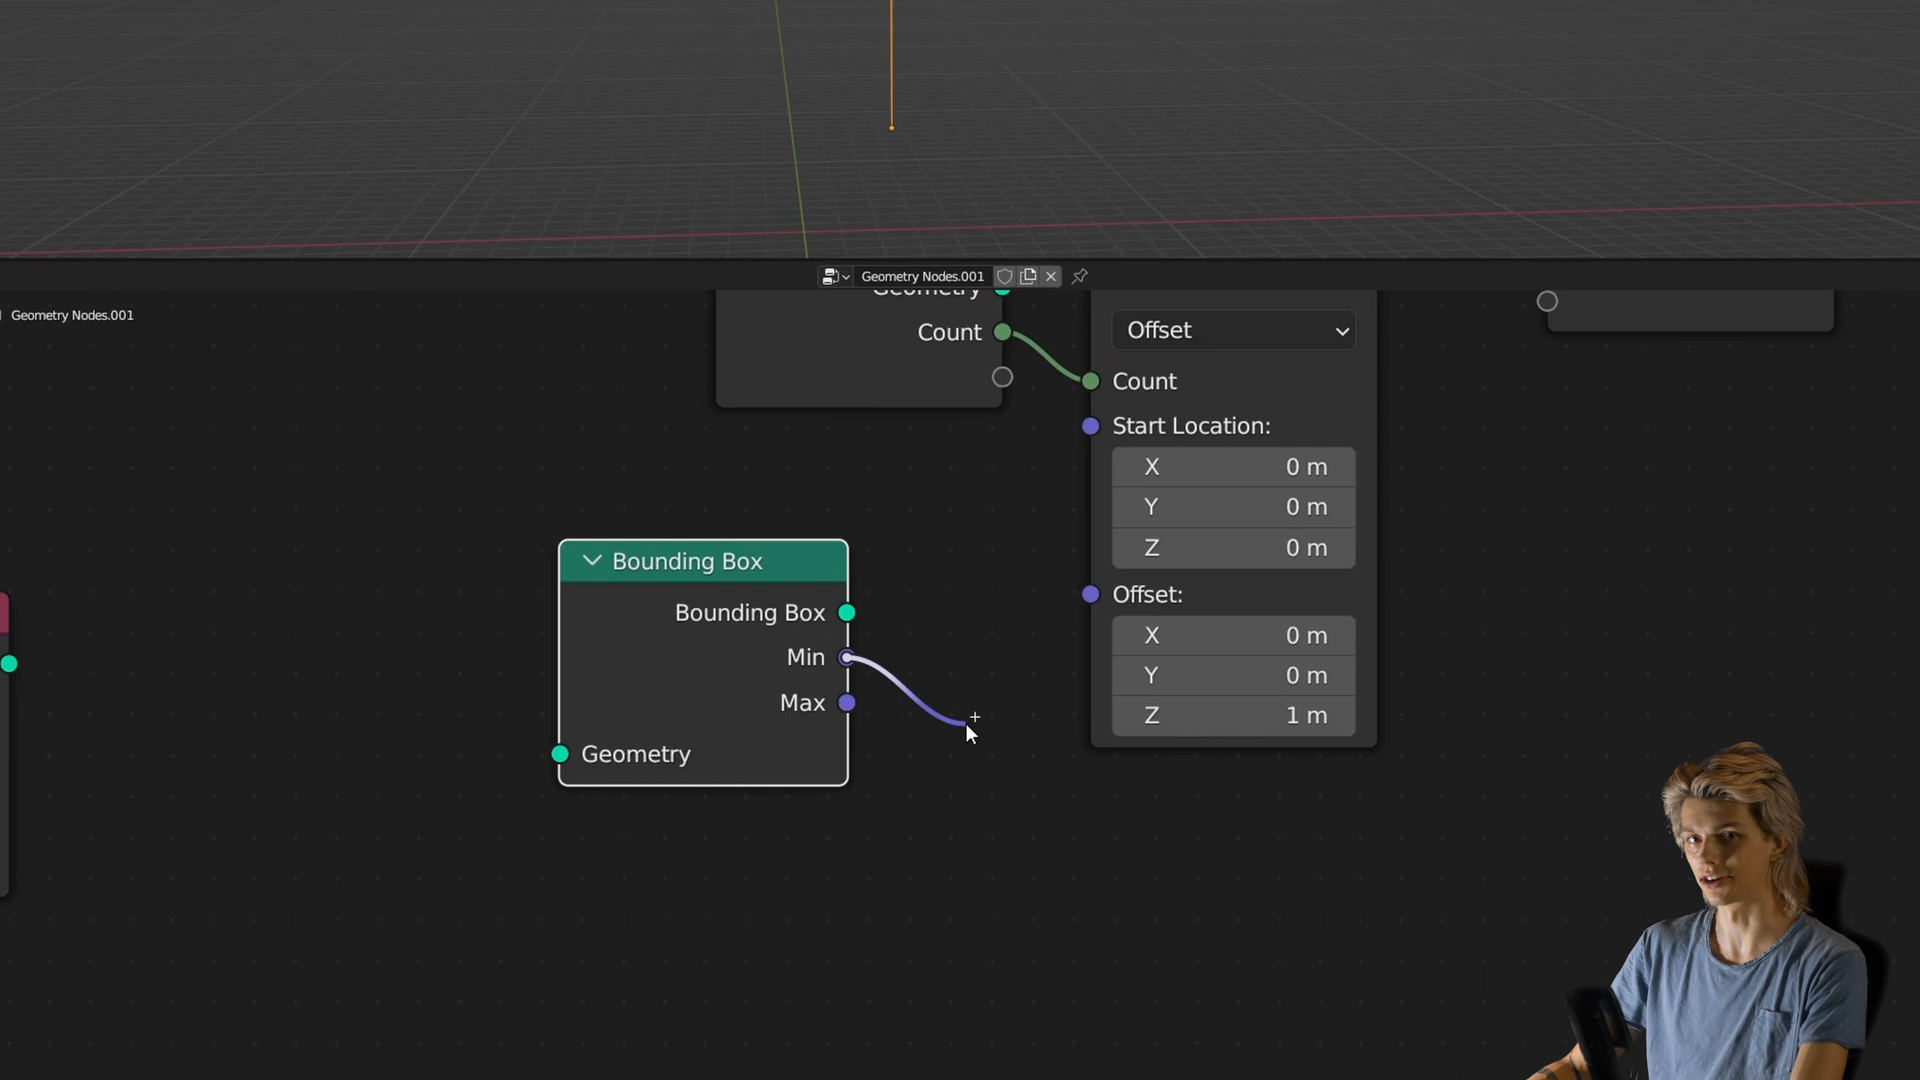 Geometry Nodes.001
Geometry Nodes.001
Geometry
Count
Offset
Count
Start Location:
X 0 m
Y 0 m
Z 0 m
Offset:
X 0 m
Y 0 m
Z 1 m
Bounding Box
Bounding Box
Min
Max
Geometry